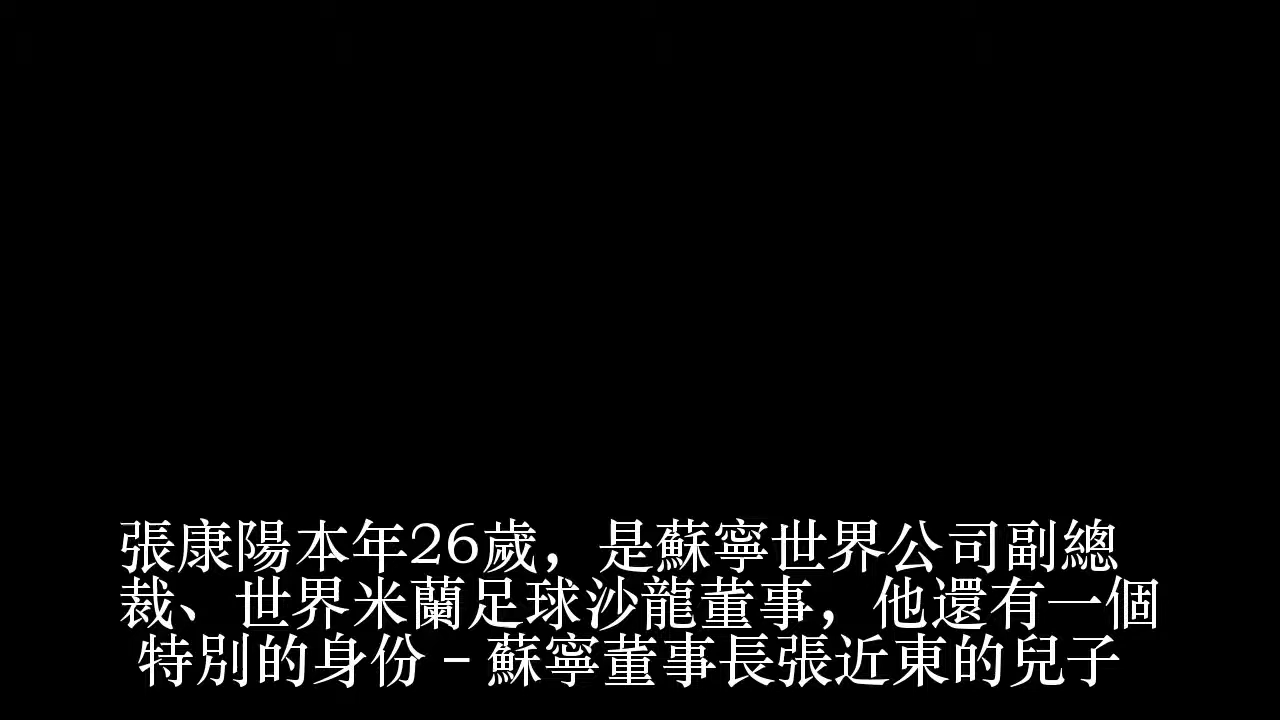 張康陽本年26歲，是蘇寧世界公司副總
裁、世界米蘭足球沙龍董事，他還有一個
特別的身份－蘇寧董事長張近東的兒子